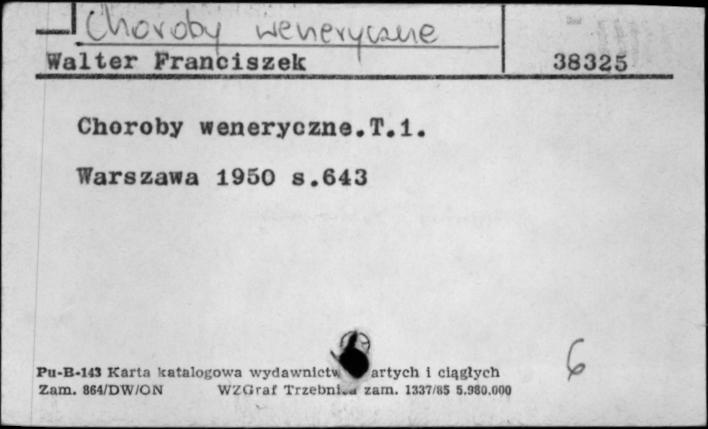 Choroby weneryczne
Walter Franciszek 38325
Choroby weneryczne.T.1.
Warszawa 1950 s.643
6
Pu-B-143 Karta katalogowa wydawnictw artych i ciągłych
Zam. 864/DW/ON WZGraf Trzebnica zam. 1337/85 5.980.000